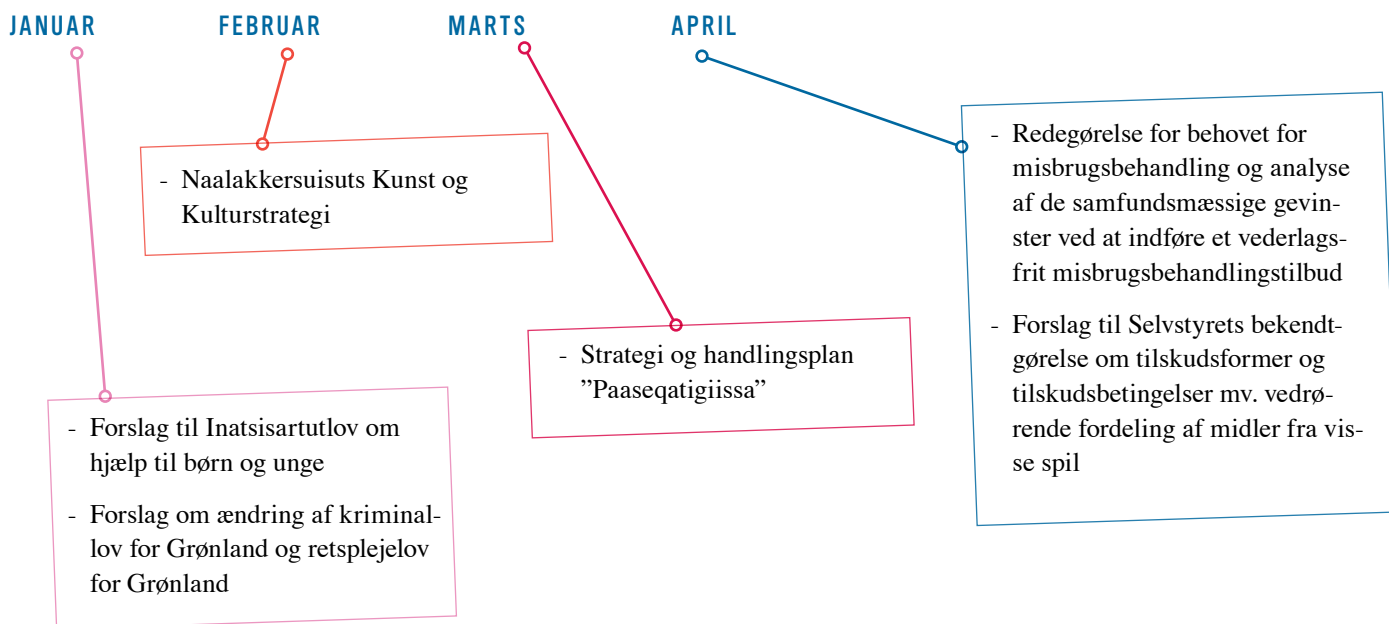 JANUAR FEBRUAR MARTS APRIL
- Naalakkersuisuts Kunst og
Kulturstrategi
- Forslag til Inatsisartutlov om
hjælp til børn og unge
- Forslag om ændring af kriminal-
lov for Grønland og retsplejelov
for Grønland
- Strategi og handlingsplan
”Paaseqatigiissa”
- Redegørelse for behovet for
misbrugsbehandling og analyse
af de samfundsmæssige gevin-
ster ved at indføre et vederlags-
frit misbrugsbehandlingstilbud
- Forslag til Selvstyrets bekendt-
gørelse om tilskudsformer og
tilskudsbetingelser mv. vedrø-
rende fordeling af midler fra vis-
se spil